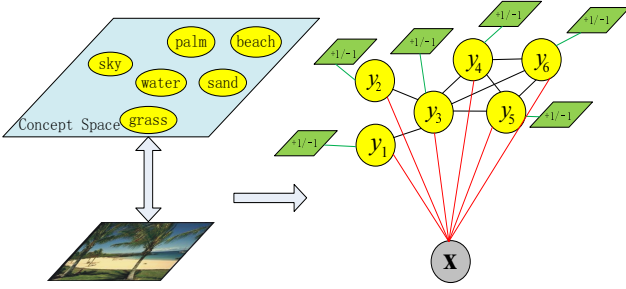 palm
beach
sky
water
sand
Concept Space
grass
+1/-1
+1/-1
+1/-1
+1/-1
+1/-1
+1/-1
y4
y6
y2
y3
y5
y1
x